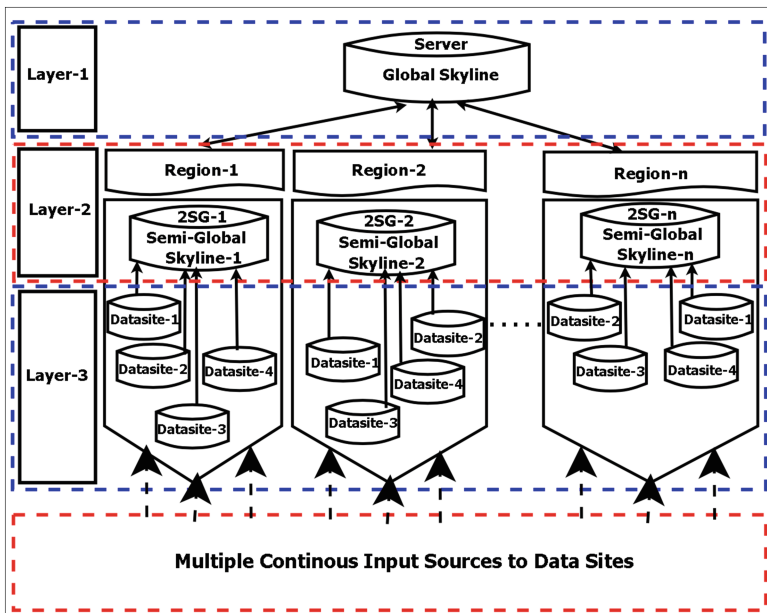 Layer-1
Server
Global Skyline
Layer-2
Region-1
Region-2
Region-n
2SG-1
Semi-Global
Skyline-1
2SG-2
Semi-Global
Skyline-2
2SG-n
Semi-Global
Skyline-n
Layer-3
Datasite-1
Datasite-2
Datasite-4
Datasite-3
Datasite-2
Datasite-1
Datasite-4
Datasite-3
Datasite-2
Datasite-1
Datasite-3
Datasite-4
Multiple Continous Input Sources to Data Sites